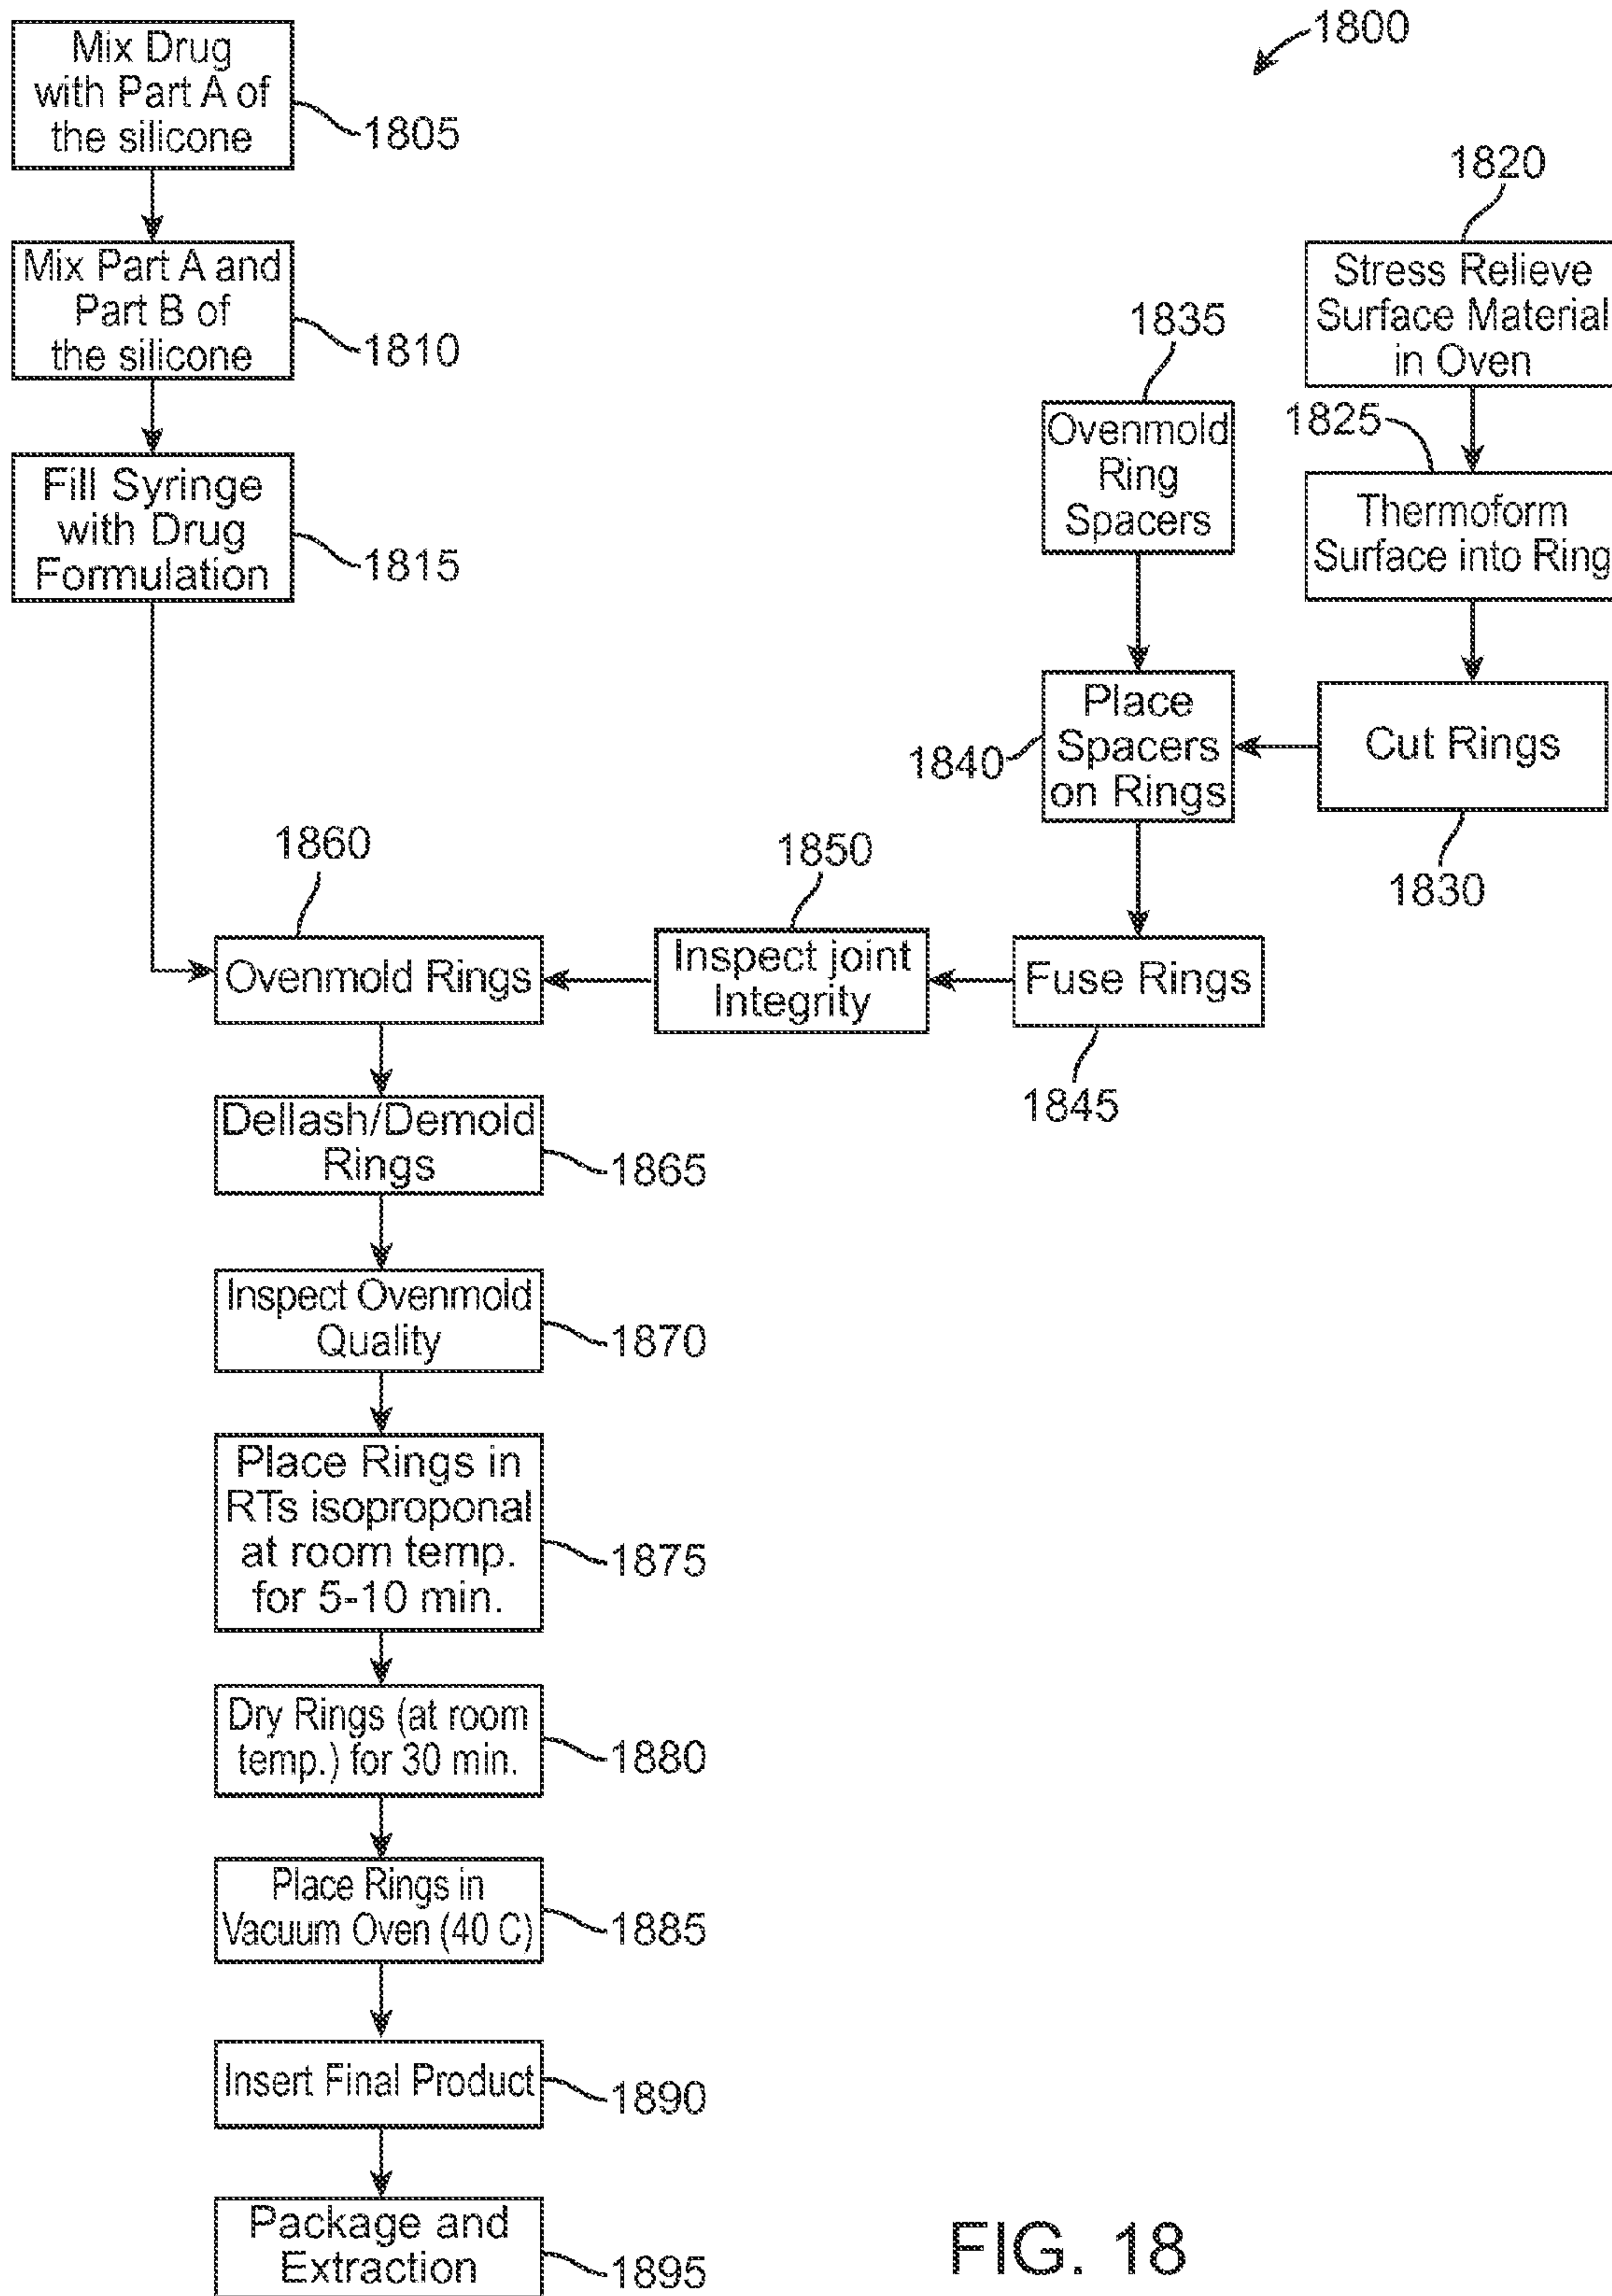 1800
Mix Drug
with Part A of
the silicone
1805
Mix Part A and
Part B of
the silicone
1810
Fill Syringe
with Drug
Formulation
1815
1820
Stress Relieve
Surface Material
in Oven
1825
Thermoform
Surface into Ring
Cut Rings
1830
1835
Ovenmold
Ring
Spacers
1840
Place
Spacers
on Rings
Fuse Rings
1845
1850
Inspect joint
Integrity
1860
Ovenmold Rings
Dellash/Demold
Rings
1865
Inspect Ovenmold
Quality
1870
Place Rings in
RTs isoproponal
at room temp.
for 5-10 min.
1875
Dry Rings (at room
temp.) for 30 min.
1880
Place Rings in
Vacuum Oven (40 C)
1885
Insert Final Product
1890
Package and
Extraction
1895
FIG. 18